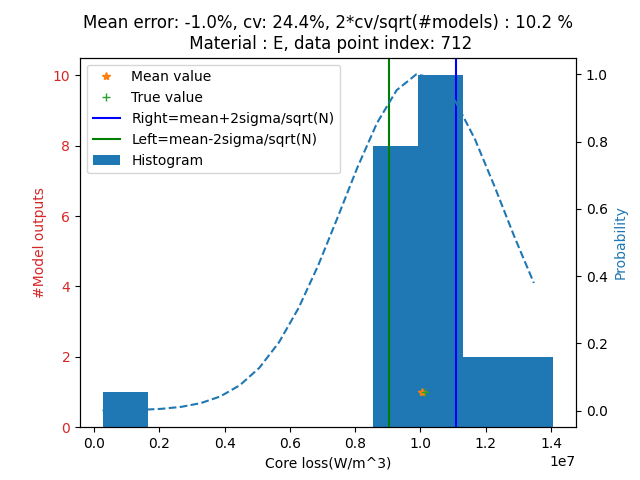 Mean error: -1.0%, cv: 24.4%, 2*cv/sqrt(#models) : 10.2 %
Material : E, data point index: 712
Mean value
True value
Right=mean+2sigma/sqrt(N)
Left=mean-2sigma/sqrt(N)
Histogram
#Model outputs
10
8
6
4
2
0
Probability
1.0
0.8
0.6
0.4
0.2
0.0
0.0 0.2 0.4 0.6 0.8 1.0 1.2 1.4
1e7
Core loss(W/m^3)